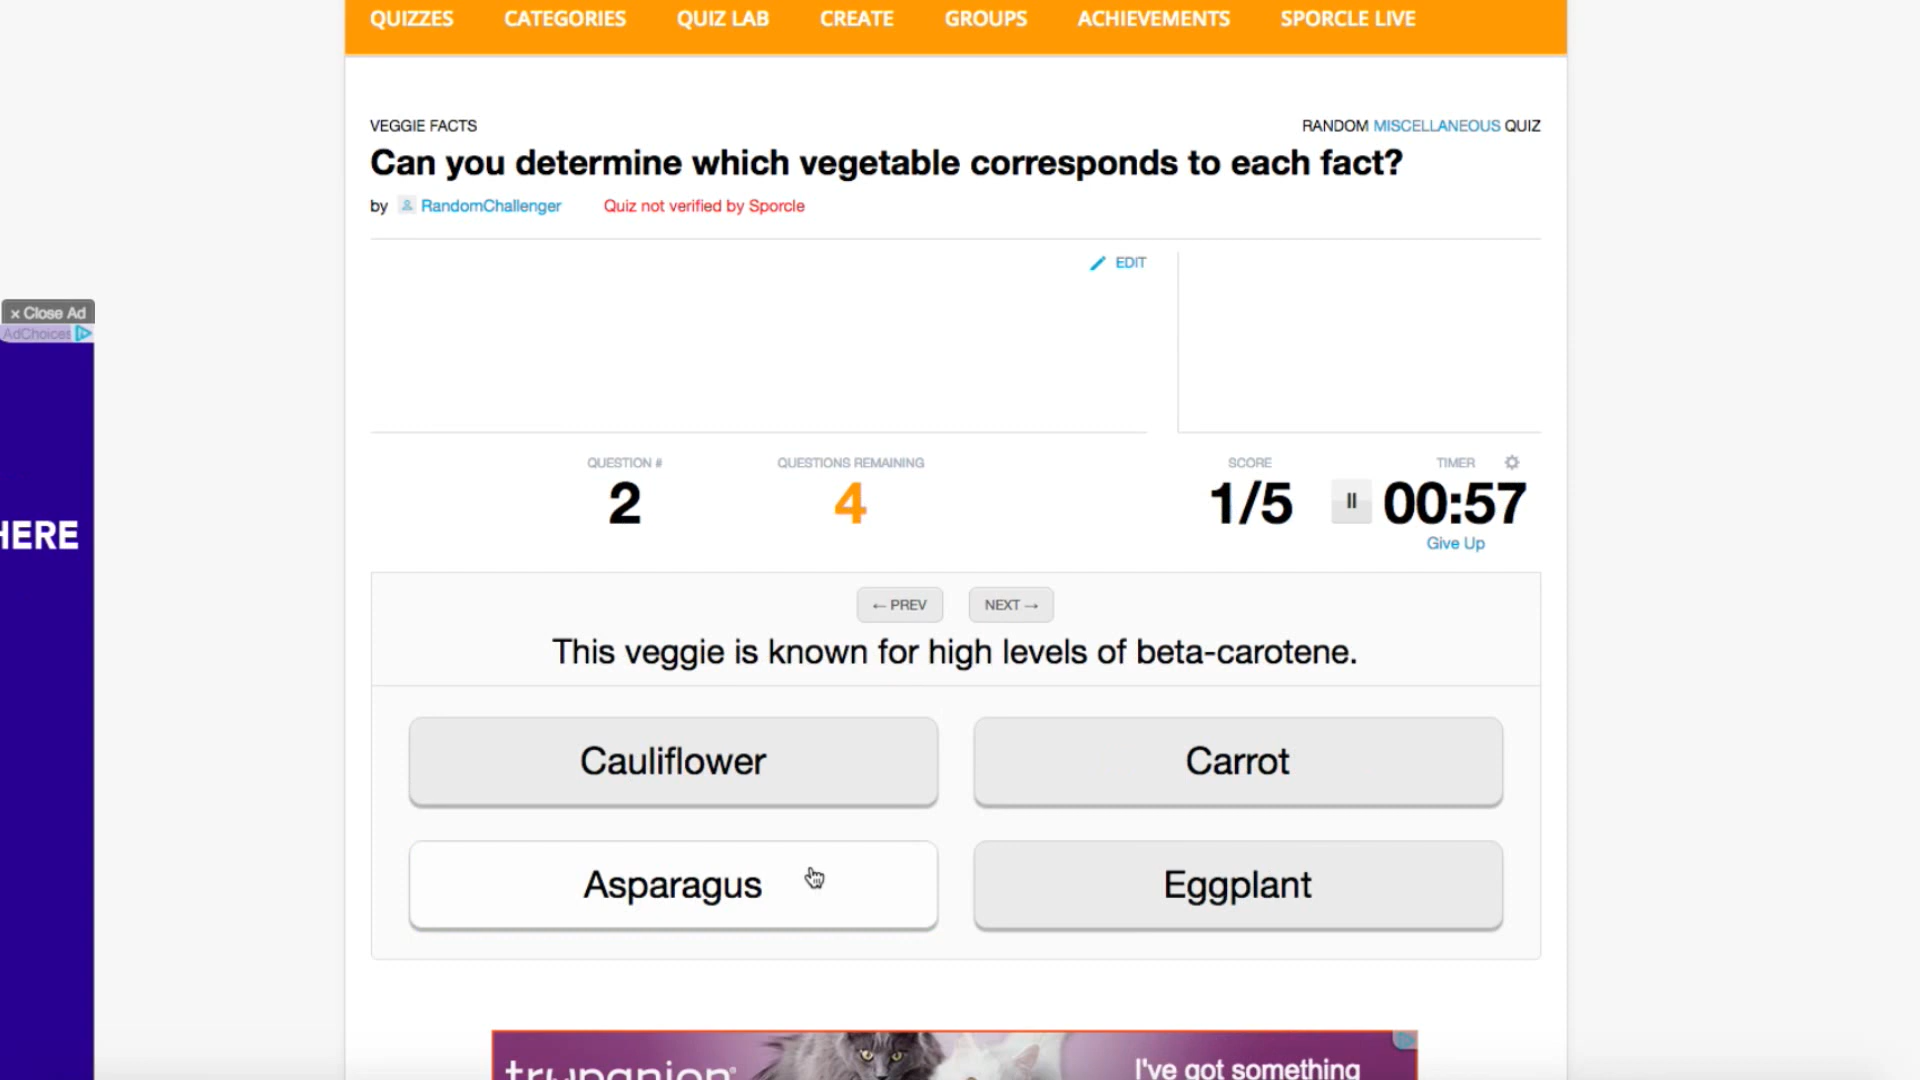 QUIZZES CATEGORIES QUIZ LAB CREATE GROUPS ACHIEVEMENTS SPORCLE LIVE
VEGGIE FACTS
RANDOM MISCELLANEOUS QUIZ
Can you determine which vegetable corresponds to each fact?
by RandomChallenger Quiz not verified by Sporcle
EDIT
x Close Ad
AdChoices
HERE
QUESTION # QUESTIONS REMAINING SCORE TIMER
2 4 1/5 00:57
Give Up
← PREV NEXT →
This veggie is known for high levels of beta-carotene.
Cauliflower Carrot
Asparagus Eggplant
trupanion I've got something